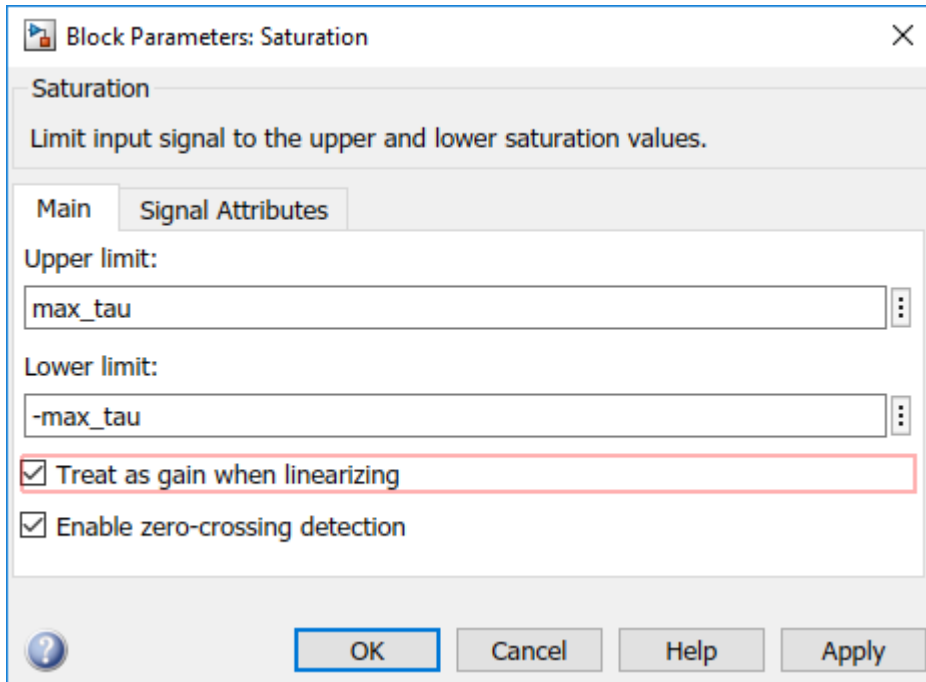 Block Parameters: Saturation
Saturation
Limit input signal to the upper and lower saturation values.
Main
Signal Attributes
Upper limit:
max_tau
Lower limit:
-max_tau
Treat as gain when linearizing
Enable zero-crossing detection
OK
Cancel
Help
Apply